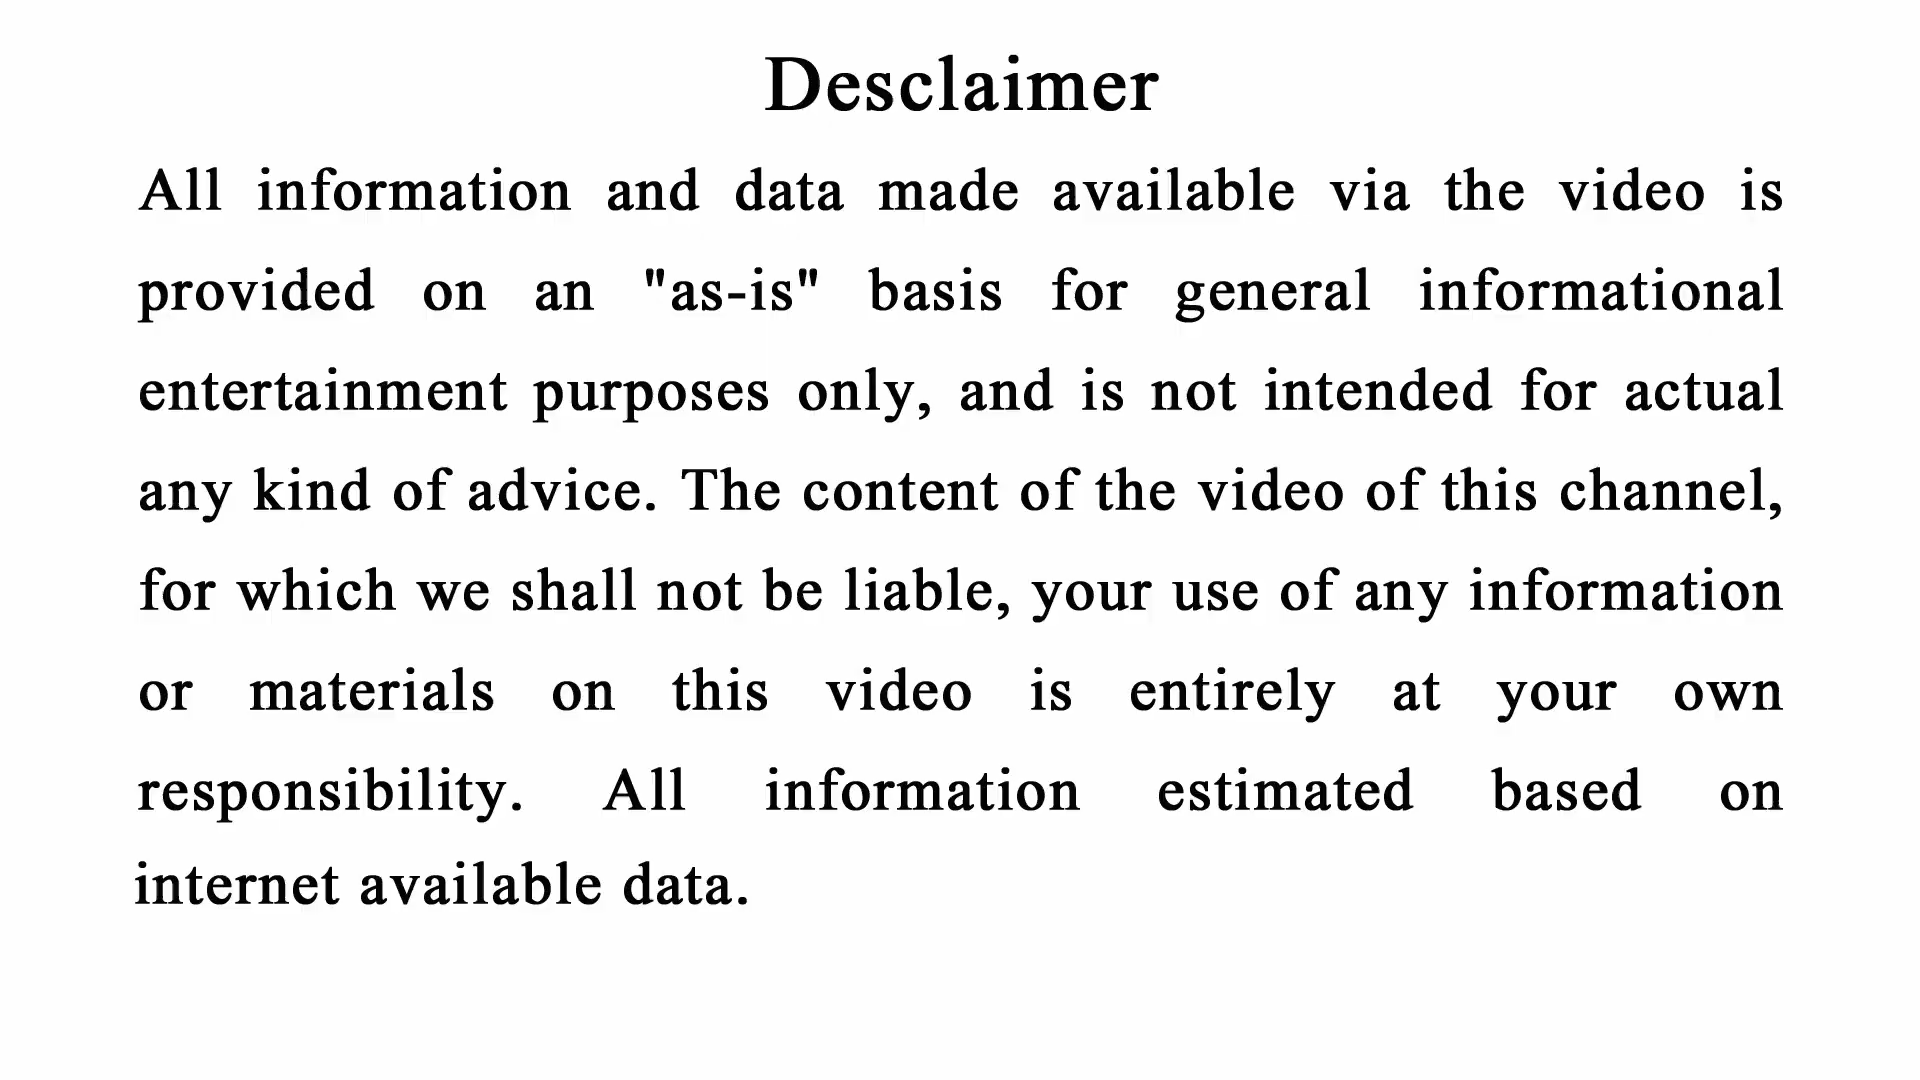 Desclaimer
All information and data made available via the video is
provided on an "as-is" basis for general informational
entertainment purposes only, and is not intended for actual
any kind of advice. The content of the video of this channel,
for which we shall not be liable, your use of any information
or materials on this video is entirely at your own
responsibility. All information estimated based on
internet available data.